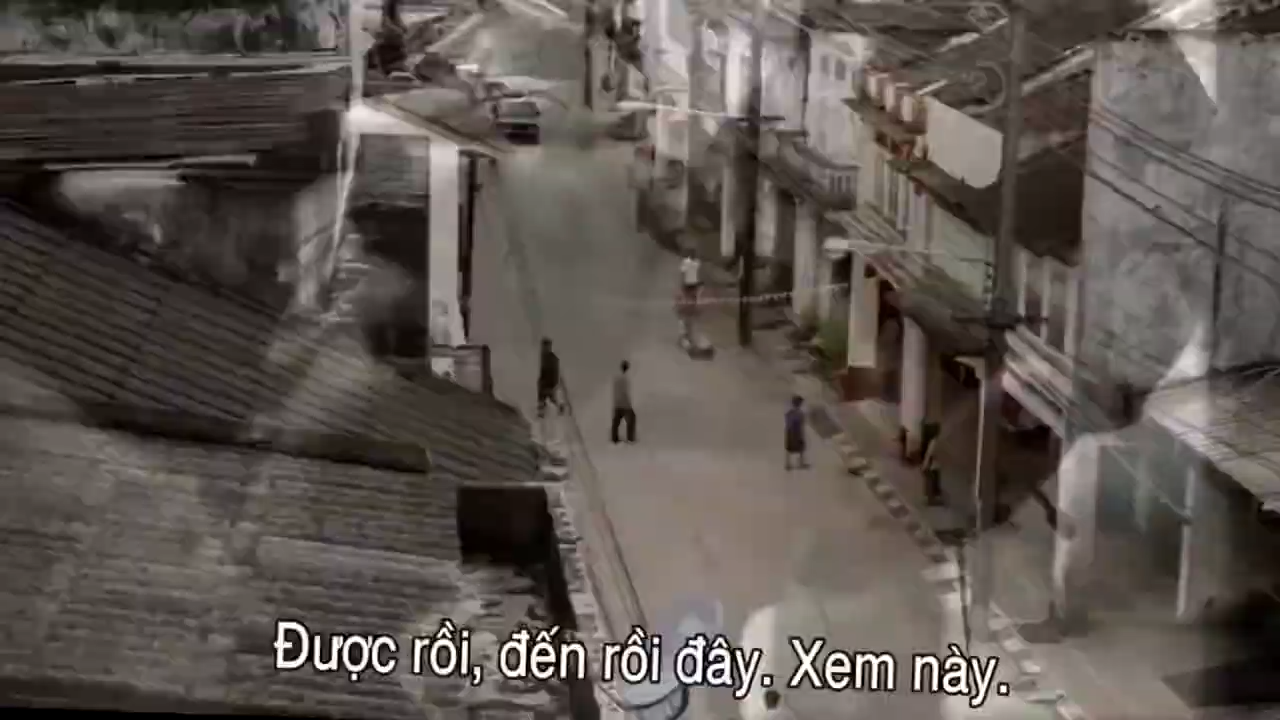 Được rồi, đến rồi đây. Xem này.